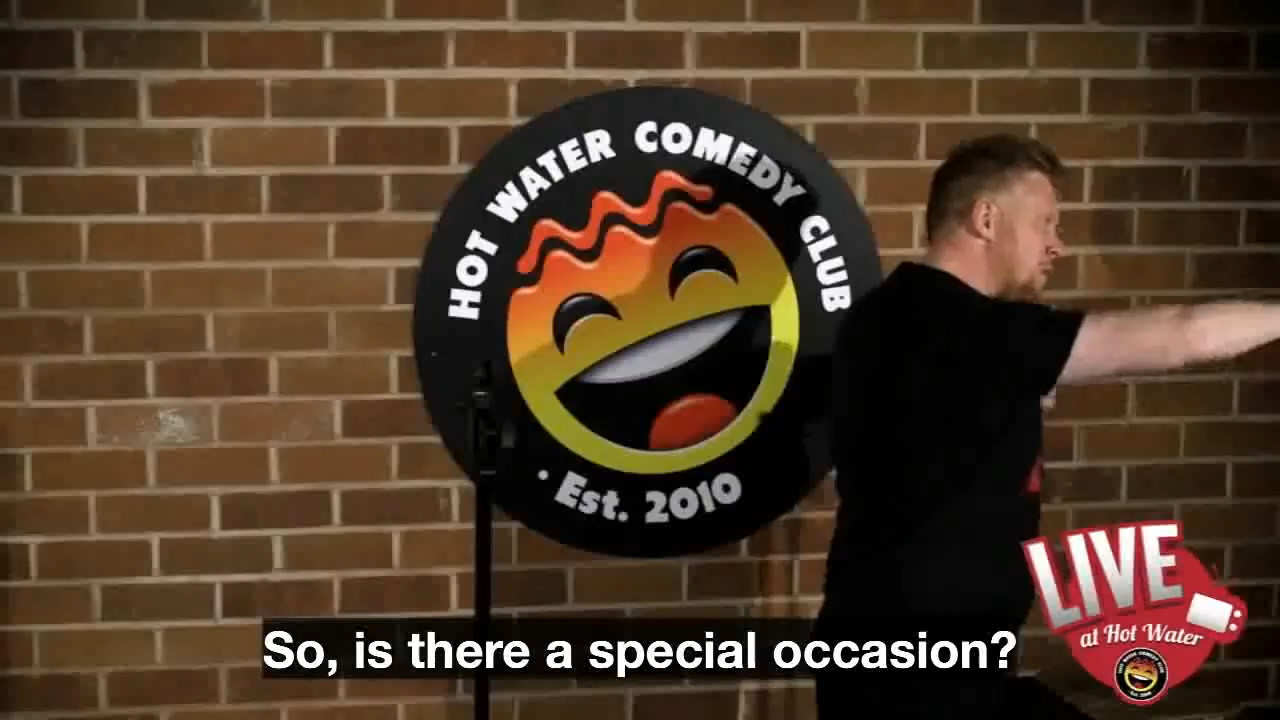 HOT WATER COMEDY CLUB
· Est. 2010
LIVE
at Hot Water
So, is there a special occasion?